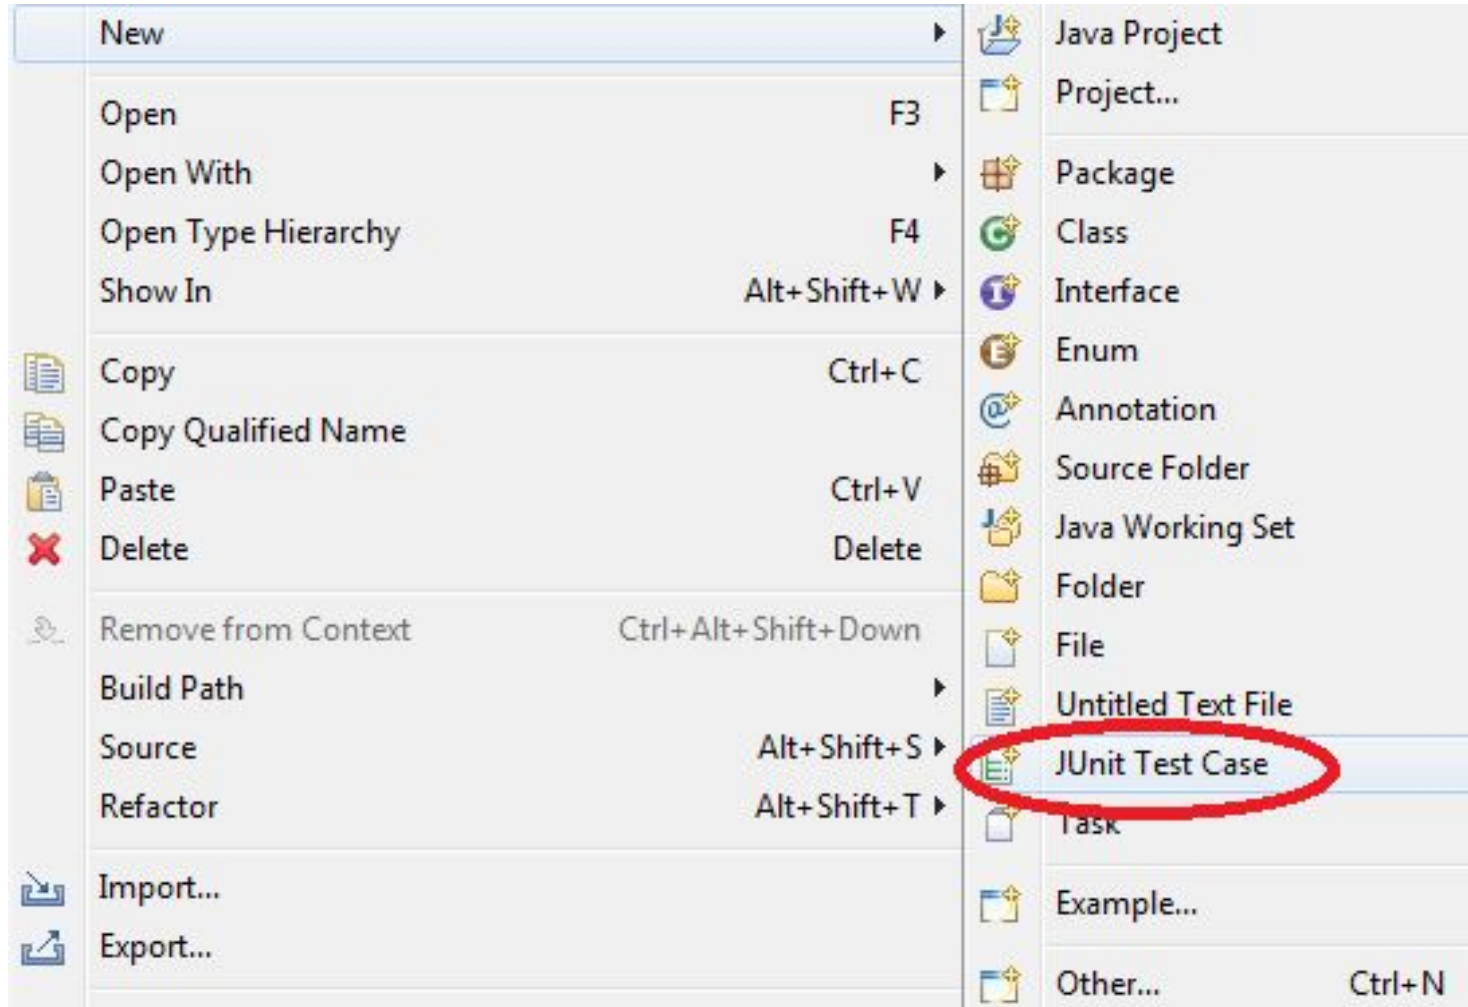 New
Open F3
Open With
Open Type Hierarchy F4
Show In Alt+Shift+W
Copy Ctrl+C
Copy Qualified Name
Paste Ctrl+V
Delete Delete
Remove from Context Ctrl+Alt+Shift+Down
Build Path
Source Alt+Shift+S
Refactor Alt+Shift+T
Import...
Export...
Java Project
Project...
Package
Class
Interface
Enum
Annotation
Source Folder
Java Working Set
Folder
File
Untitled Text File
JUnit Test Case
Task
Example...
Other... Ctrl+N